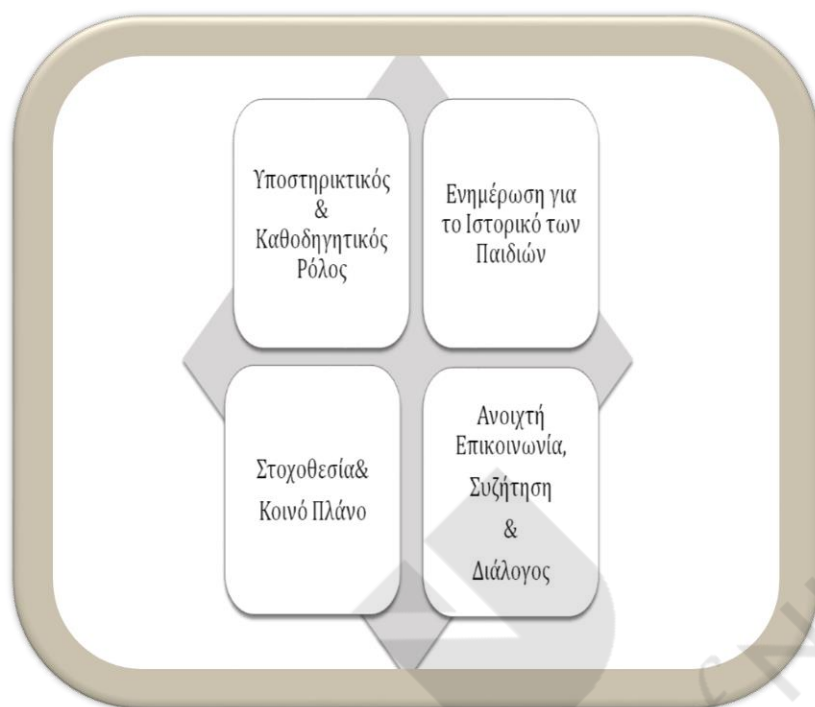 Υποστηρικτικός
&
Καθοδηγητικός
Ρόλος
Ενημέρωση για
το Ιστορικό των
Παιδιών
Στοχοθεσία&
Κοινό Πλάνο
Ανοιχτή
Επικοινωνία,
Συζήτηση
&
Διάλογος